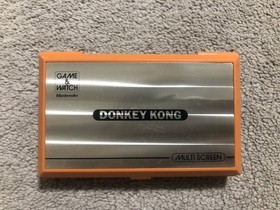 GAME
&
WATCH
Nintendo
DONKEY KONG
MULTI SCREEN